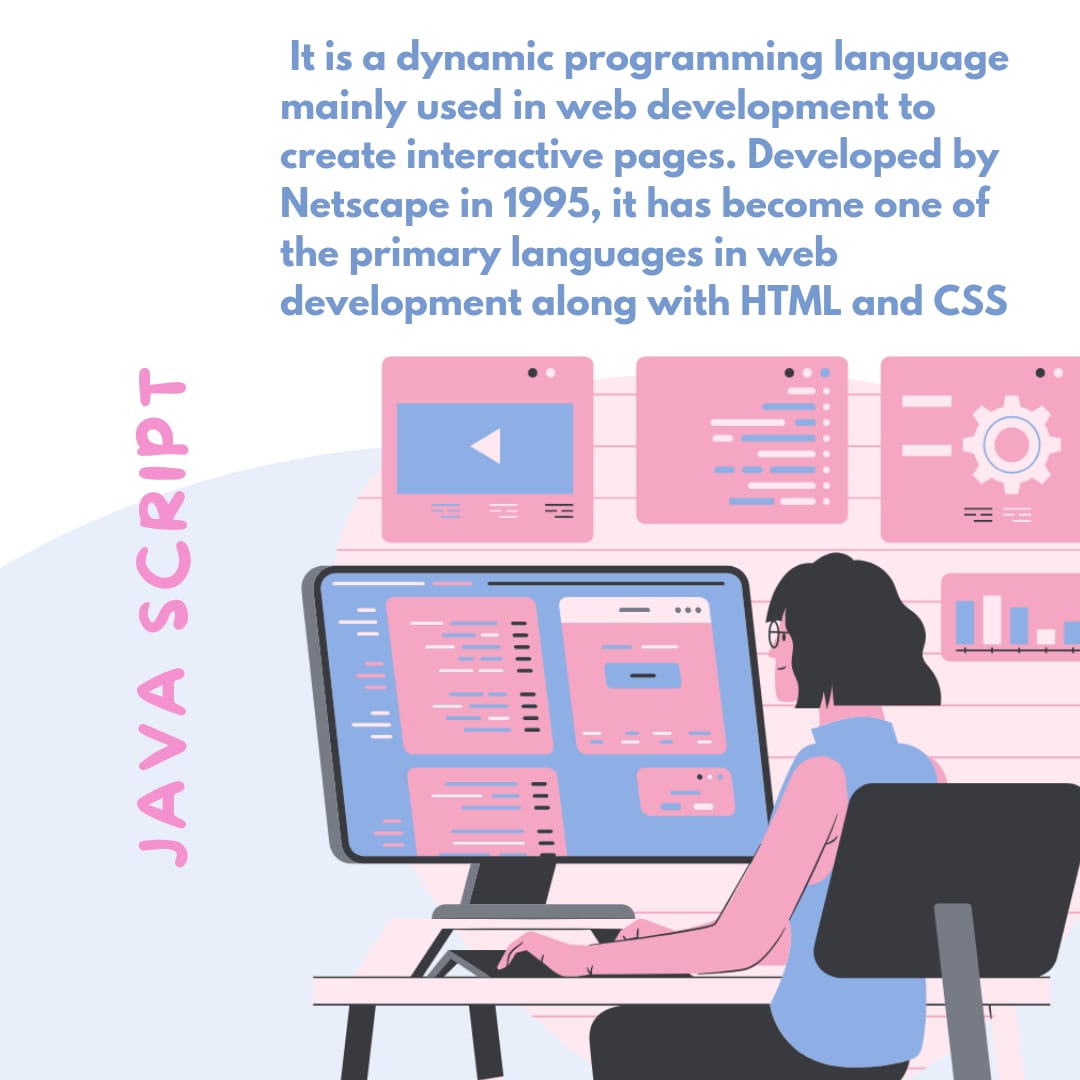 It is a dynamic programming language
mainly used in web development to
create interactive pages. Developed by
Netscape in 1995, it has become one of
the primary languages in web
development along with HTML and CSS
JAVA SCRIPT